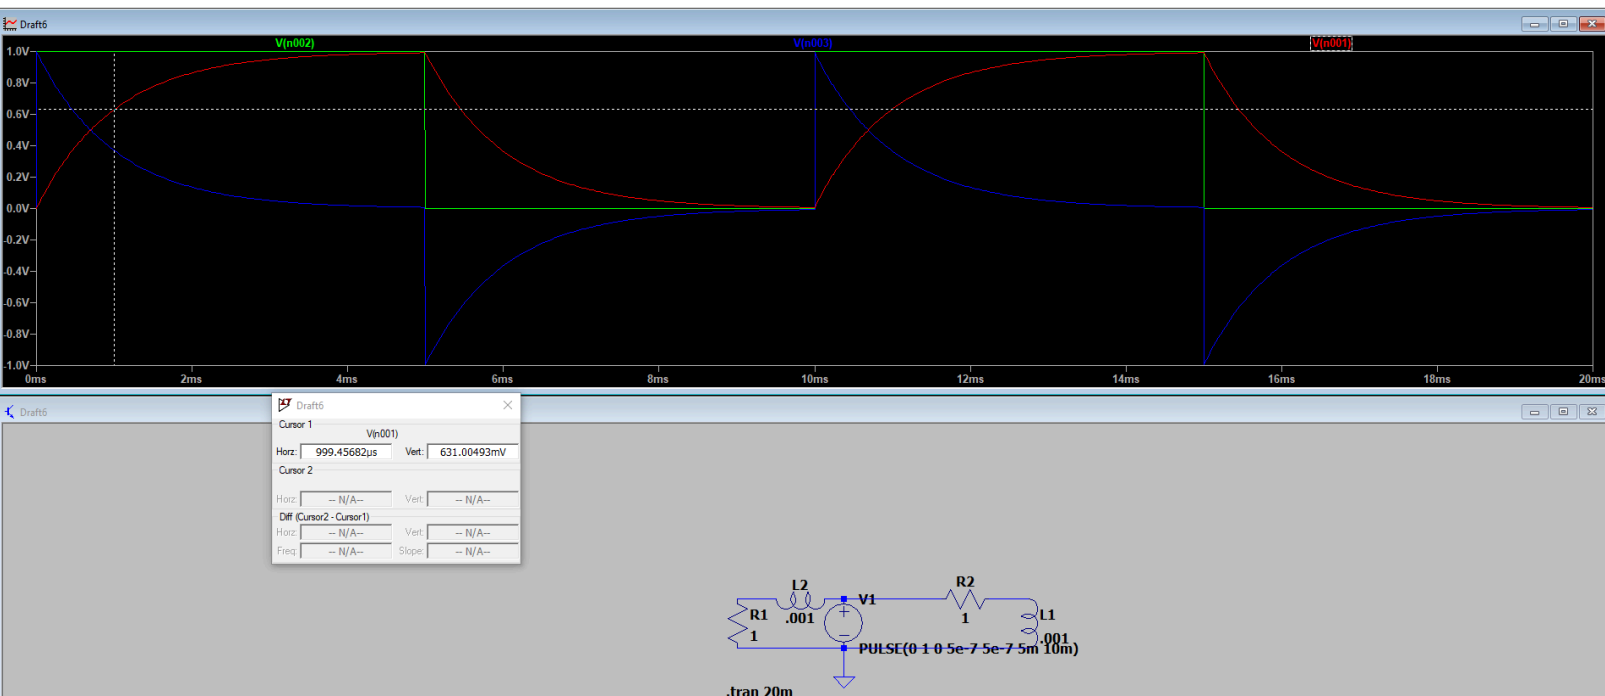 Draft6
V(n002) V(n003) V(n001)
1.0V
0.8V
0.6V
0.4V
0.2V
0.0V
-0.2V
-0.4V
-0.6V
-0.8V
-1.0V
0ms 2ms 4ms 6ms 8ms 10ms 12ms 14ms 16ms 18ms 20ms
Draft6
Draft6
Cursor 1
V(n001)
Horz: 999.45682µs Vert: 631.00493mV
Cursor 2
Horz: -- N/A-- Vert: -- N/A--
Diff (Cursor2 - Cursor1)
Horz: -- N/A-- Vert: -- N/A--
Freq: -- N/A-- Slope: -- N/A--
L2
.001
R1
1
V1
R2
1
L1
.001
PULSE(0 1 0 5e-7 5e-7 5m 10m)
.tran 20m